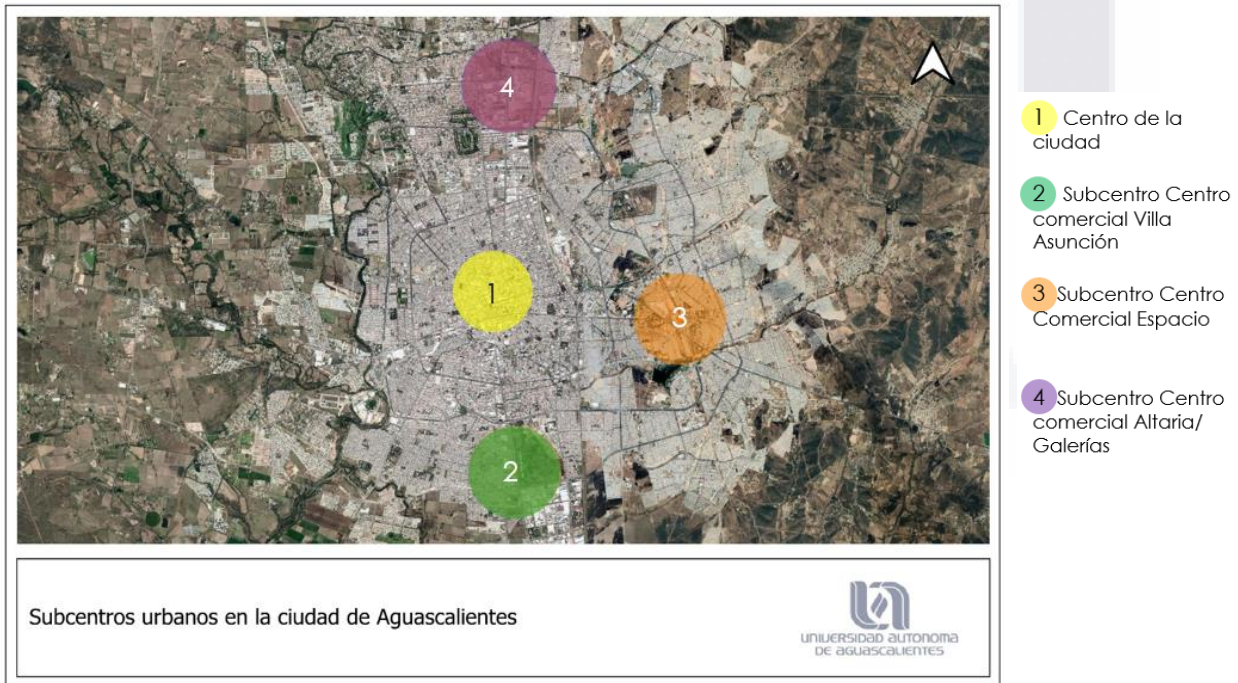 4
1
3
2
Subcentros urbanos en la ciudad de Aguascalientes
UNIVERSIDAD AUTONOMA
DE AGUASCALIENTES
1 Centro de la
ciudad
2 Subcentro Centro
comercial Villa
Asunción
3 Subcentro Centro
Comercial Espacio
4 Subcentro Centro
comercial Altaria/
Galerías